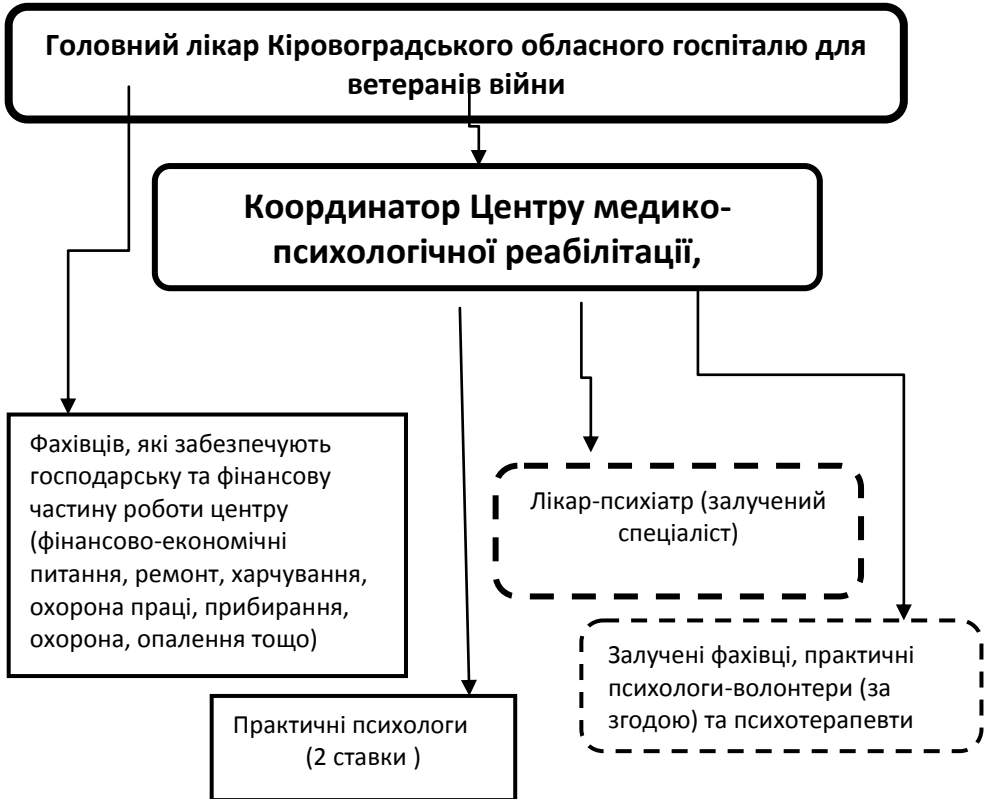 Головний лікар Кіровоградського обласного госпіталю для
ветеранів війни
Координатор Центру медико-
психологічної реабілітації,
Фахівців, які забезпечують
господарську та фінансову
частину роботи центру
(фінансово-економічні
питання, ремонт, харчування,
охорона праці, прибирання,
охорона, опалення тощо)
Лікар-психіатр (залучений
спеціаліст)
Залучені фахівці, практичні
психологи-волонтери (за
згодою) та психотерапевти
Практичні психологи
(2 ставки )